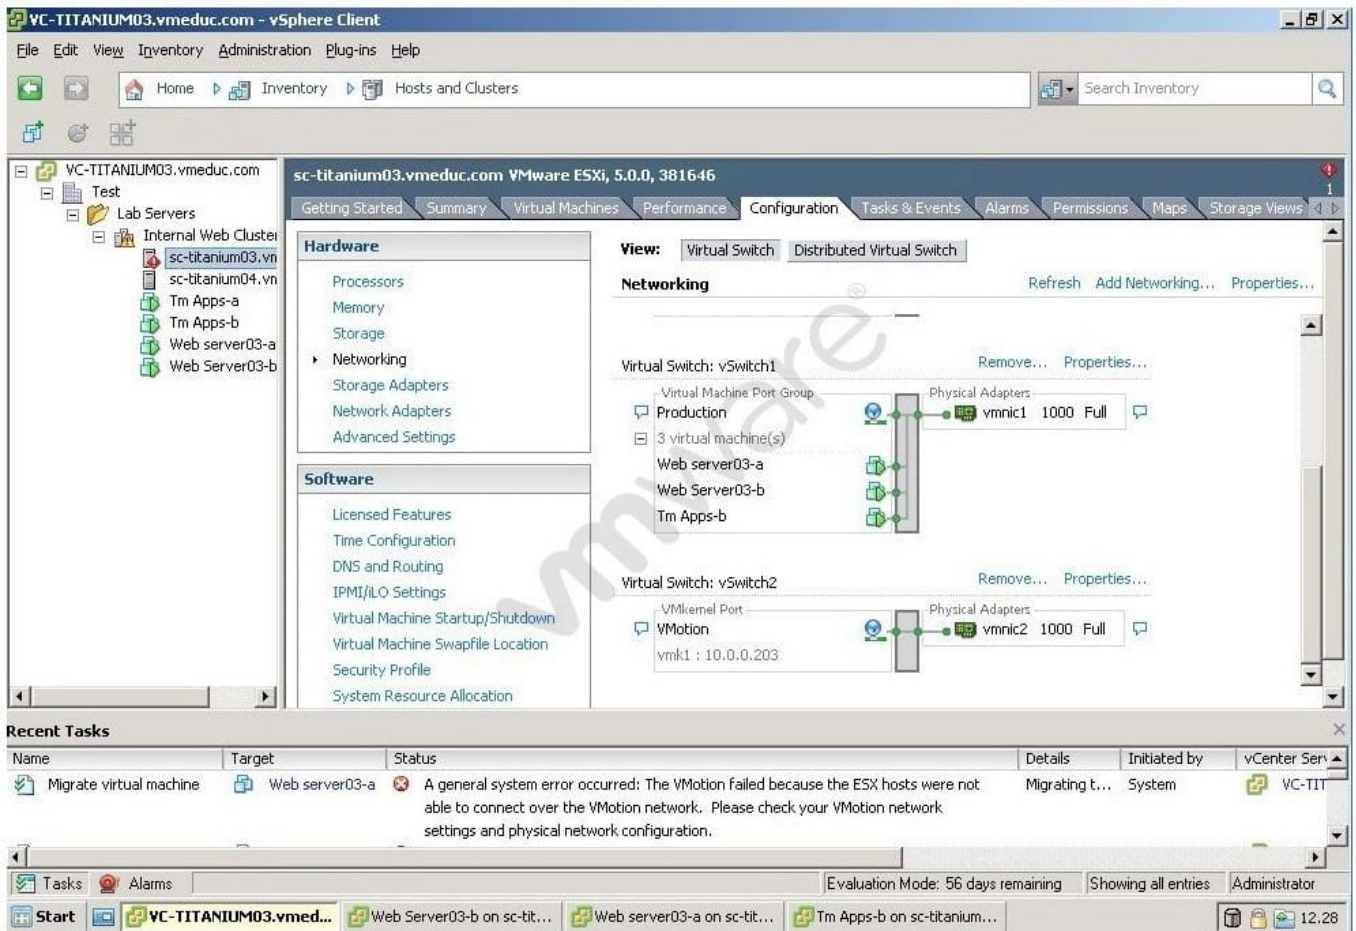 VC-TITANIUM03.vmeduc.com - vSphere Client
File Edit View Inventory Administration Plug-ins Help
Home Inventory Hosts and Clusters
Search Inventory
VC-TITANIUM03.vmeduc.com
Test
Lab Servers
Internal Web Cluster
sc-titanium03.vn
sc-titanium04.vn
Tm Apps-a
Tm Apps-b
Web server03-a
Web Server03-b
sc-titanium03.vmeduc.com VMware ESXi, 5.0.0, 381646
1
Getting Started Summary Virtual Machines Performance Configuration Tasks & Events Alarms Permissions Maps Storage Views
Hardware
Processors
Memory
Storage
Networking
Storage Adapters
Network Adapters
Advanced Settings
Software
Licensed Features
Time Configuration
DNS and Routing
IPMI/iLO Settings
Virtual Machine Startup/Shutdown
Virtual Machine Swapfile Location
Security Profile
System Resource Allocation
View: Virtual Switch Distributed Virtual Switch
Networking Refresh Add Networking... Properties...
Virtual Switch: vSwitch1 Remove... Properties...
Virtual Machine Port Group Physical Adapters
Production vmnic1 1000 Full
3 virtual machine(s)
Web server03-a
Web Server03-b
Tm Apps-b
Virtual Switch: vSwitch2 Remove... Properties...
VMkernel Port Physical Adapters
VMotion vmnic2 1000 Full
vmk1 : 10.0.0.203
vmware®
Recent Tasks
Name Target Status Details Initiated by vCenter Serv
Migrate virtual machine Web server03-a A general system error occurred: The VMotion failed because the ESX hosts were not Migrating t... System VC-TIT
able to connect over the VMotion network. Please check your VMotion network
settings and physical network configuration.
Tasks Alarms Evaluation Mode: 56 days remaining Showing all entries Administrator
Start VC-TITANIUM03.vmed... Web Server03-b on sc-tit... Web server03-a on sc-tit... Tm Apps-b on sc-titanium... 12.28